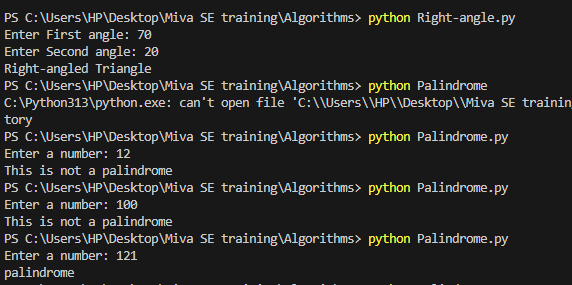 PS C:\Users\HP\Desktop\Miva SE training\Algorithms> python Right-angle.py
Enter First angle: 70
Enter Second angle: 20
Right-angled Triangle
PS C:\Users\HP\Desktop\Miva SE training\Algorithms> python Palindrome
C:\Python313\python.exe: can't open file 'C:\\Users\\HP\\Desktop\\Miva SE trainin
tory
PS C:\Users\HP\Desktop\Miva SE training\Algorithms> python Palindrome.py
Enter a number: 12
This is not a palindrome
PS C:\Users\HP\Desktop\Miva SE training\Algorithms> python Palindrome.py
Enter a number: 100
This is not a palindrome
PS C:\Users\HP\Desktop\Miva SE training\Algorithms> python Palindrome.py
Enter a number: 121
palindrome